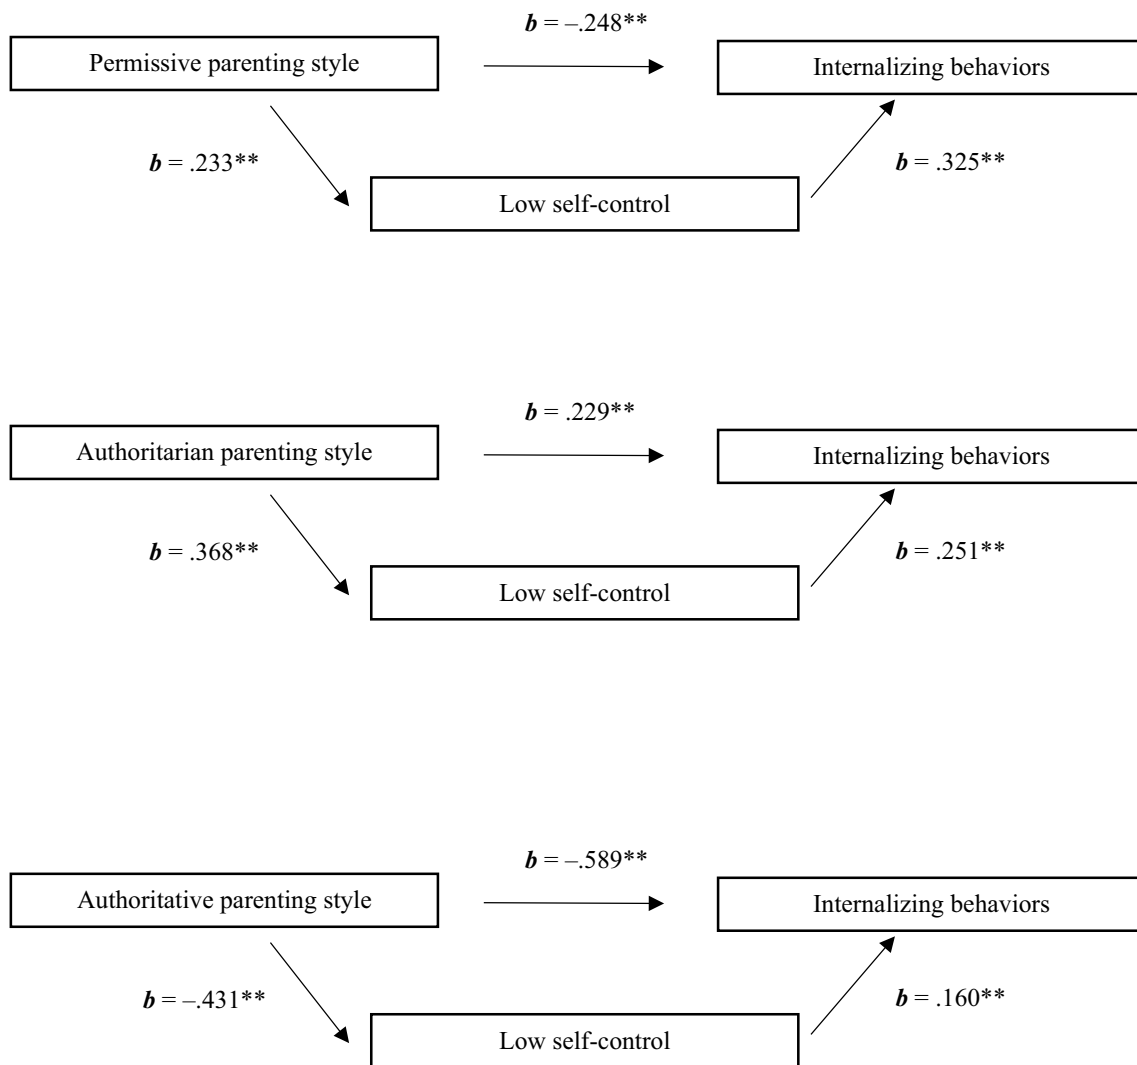 b = –.248**
Permissive parenting style
Internalizing behaviors
b = .233**
b = .325**
Low self-control
b = .229**
Authoritarian parenting style
Internalizing behaviors
b = .368**
b = .251**
Low self-control
b = –.589**
Authoritative parenting style
Internalizing behaviors
b = –.431**
b = .160**
Low self-control